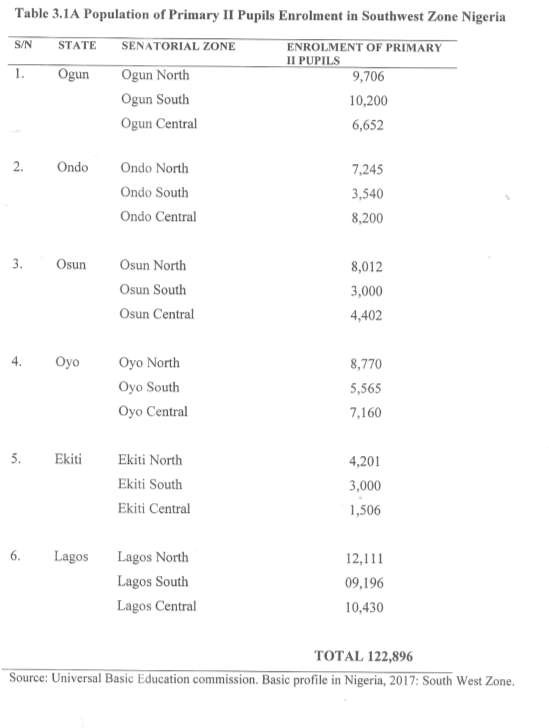 Table 3.1A Population of Primary II Pupils Enrolment in Southwest Zone Nigeria
S/N STATE SENATORIAL ZONE ENROLMENT OF PRIMARY
II PUPILS
1. Ogun Ogun North 9,706
Ogun South 10,200
Ogun Central 6,652
2. Ondo Ondo North 7,245
Ondo South 3,540
Ondo Central 8,200
3. Osun Osun North 8,012
Osun South 3,000
Osun Central 4,402
4. Oyo Oyo North 8,770
Oyo South 5,565
Oyo Central 7,160
5. Ekiti Ekiti North 4,201
Ekiti South 3,000
Ekiti Central 1,506
6. Lagos Lagos North 12,111
Lagos South 09,196
Lagos Central 10,430
TOTAL 122,896
Source: Universal Basic Education commission. Basic profile in Nigeria, 2017: South West Zone.